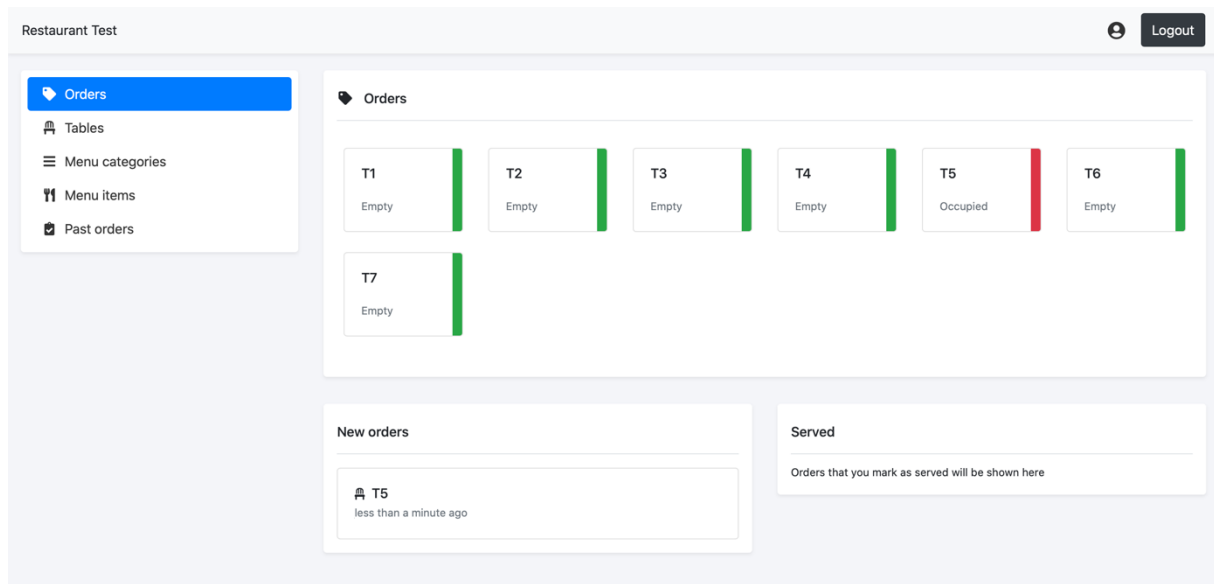 Restaurant Test
Logout
Orders
Tables
Menu categories
Menu items
Past orders
Orders
T1
Empty
T2
Empty
T3
Empty
T4
Empty
T5
Occupied
T6
Empty
T7
Empty
New orders
T5
less than a minute ago
Served
Orders that you mark as served will be shown here